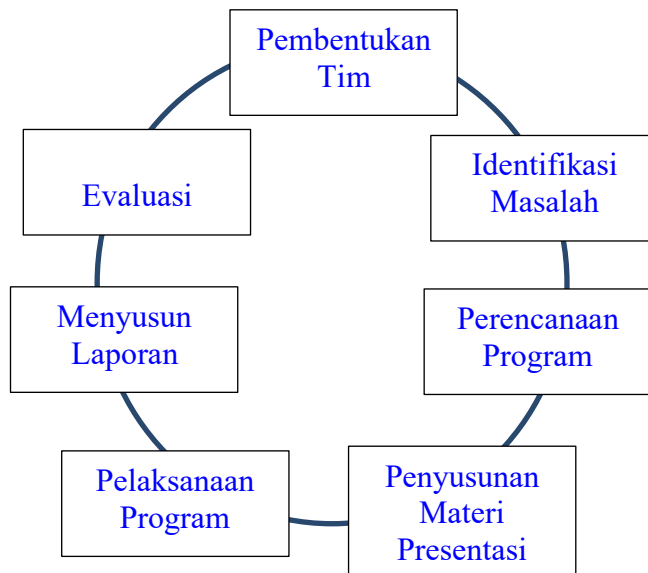 Pembentukan
Tim
Identifikasi
Masalah
Perencanaan
Program
Penyusunan
Materi
Presentasi
Pelaksanaan
Program
Menyusun
Laporan
Evaluasi